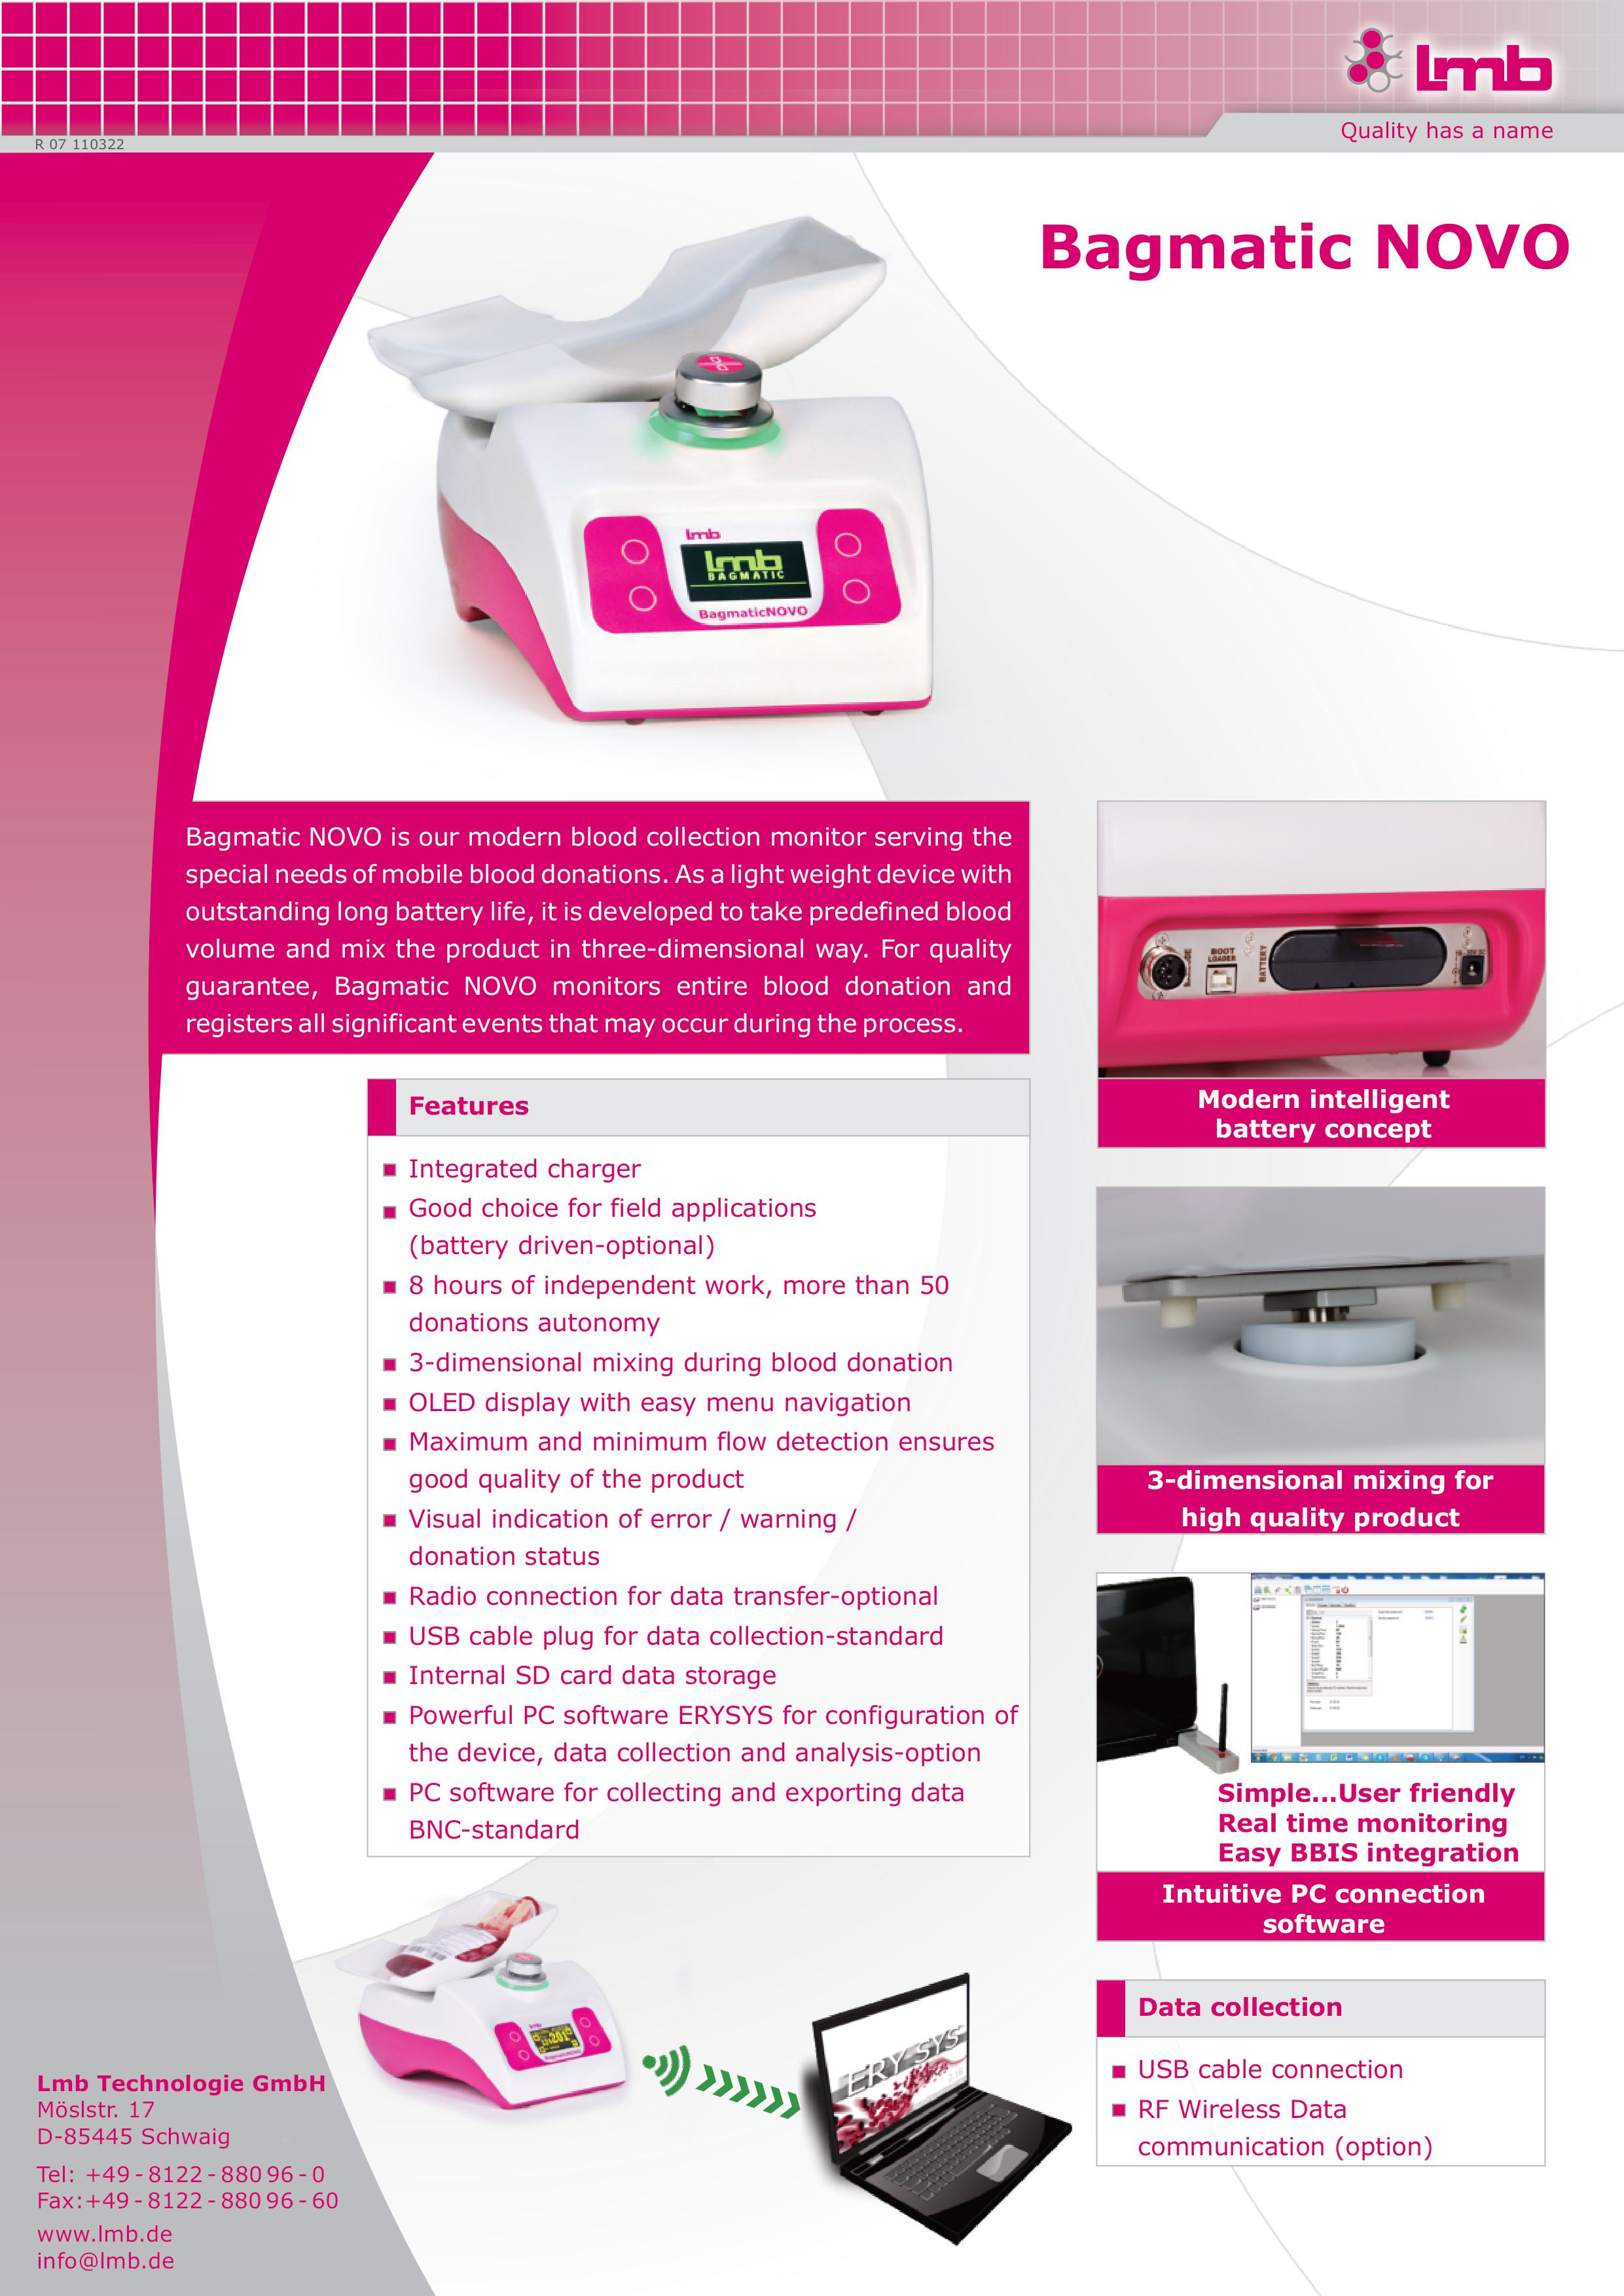 lmb
Quality has a name
R 07 110322
Bagmatic NOVO
lmb
lmb
BAGMATIC
BagmaticNOVO
Bagmatic NOVO is our modern blood collection monitor serving the
special needs of mobile blood donations. As a light weight device with
outstanding long battery life, it is developed to take predefined blood
volume and mix the product in three-dimensional way. For quality
guarantee, Bagmatic NOVO monitors entire blood donation and
registers all significant events that may occur during the process.
BOOT
LOADER
BATTERY
Modern intelligent
battery concept
Features
Integrated charger
Good choice for field applications
(battery driven-optional)
8 hours of independent work, more than 50
donations autonomy
3-dimensional mixing during blood donation
OLED display with easy menu navigation
Maximum and minimum flow detection ensures
good quality of the product
Visual indication of error / warning /
donation status
Radio connection for data transfer-optional
USB cable plug for data collection-standard
Internal SD card data storage
Powerful PC software ERYSYS for configuration of
the device, data collection and analysis-option
PC software for collecting and exporting data
BNC-standard
3-dimensional mixing for
high quality product
Simple...User friendly
Real time monitoring
Easy BBIS integration
Intuitive PC connection
software
Data collection
USB cable connection
RF Wireless Data
communication (option)
lmb
201
BagmaticNOVO
ERY SYS
Lmb Technologie GmbH
Möslstr. 17
D-85445 Schwaig
Tel: +49 - 8122 - 880 96 - 0
Fax:+49 - 8122 - 880 96 - 60
www.lmb.de
info@lmb.de